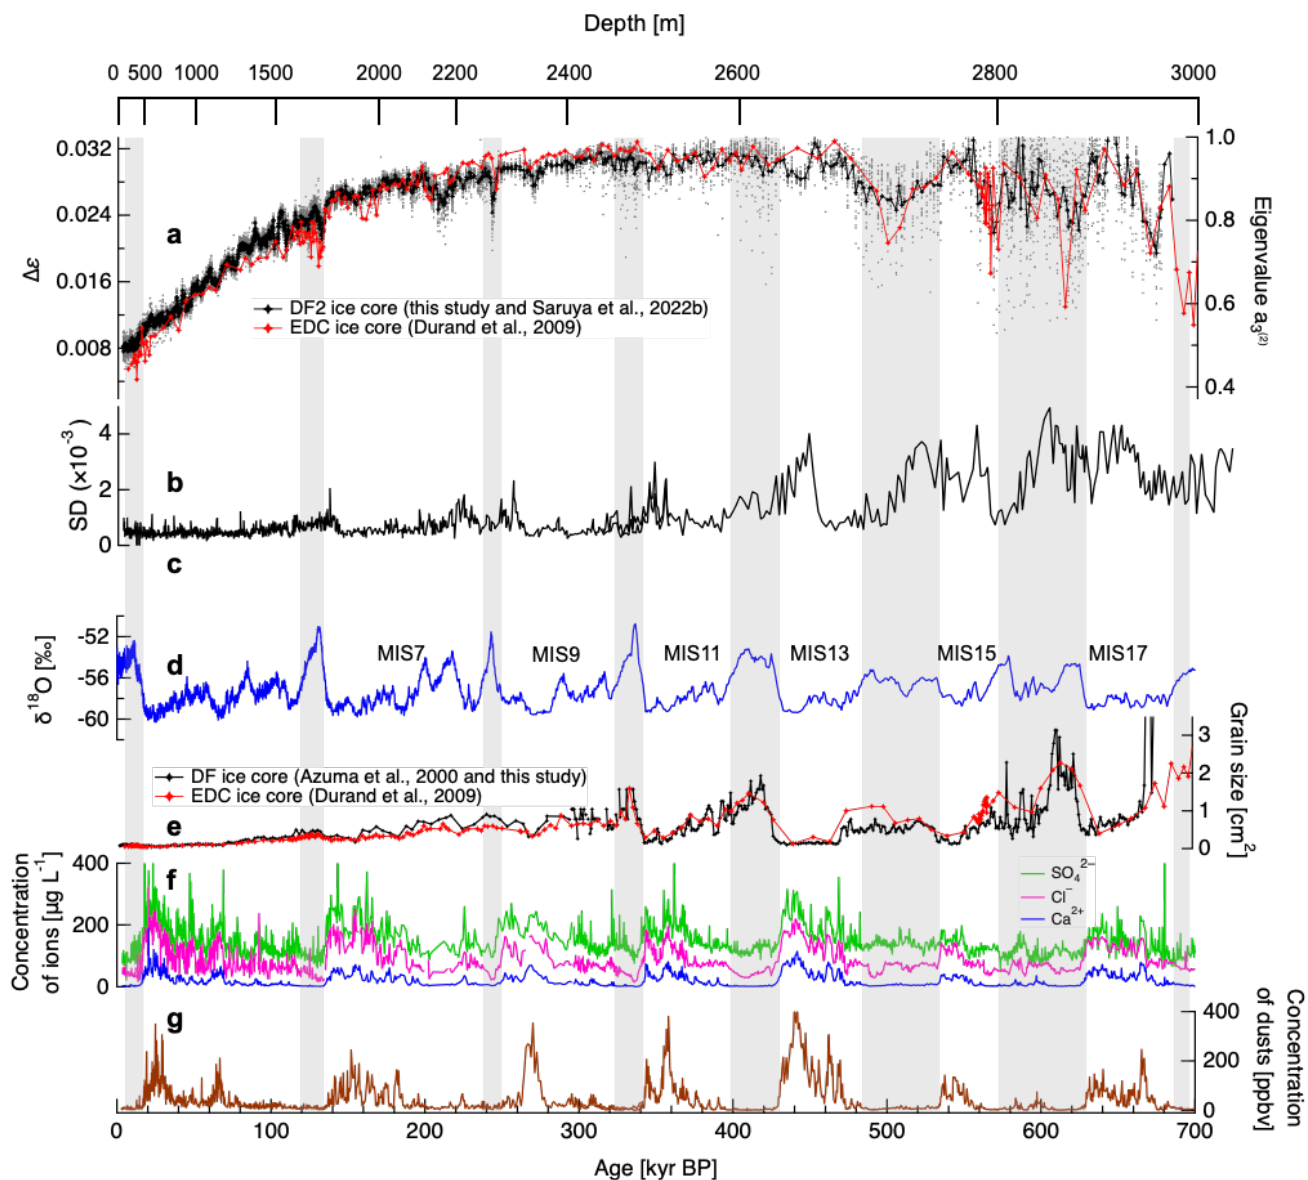 Depth [m]
0 500 1000 1500 2000 2200 2400 2600 2800 3000
0.032
0.024
0.016
0.008
Δε
a
1.0
0.8
0.6
0.4
Eigenvalue a3(2)
DF2 ice core (this study and Saruya et al., 2022b)
EDC ice core (Durand et al., 2009)
4
2
0
SD (×10⁻³)
b
c
-52
-56
-60
δ¹⁸O [‰]
d
MIS7 MIS9 MIS11 MIS13 MIS15 MIS17
DF ice core (Azuma et al., 2000 and this study)
EDC ice core (Durand et al., 2009)
e
3
2
1
0
Grain size [cm²]
400
200
0
Concentration
of ions [µg L⁻¹]
f
SO₄²⁻
Cl⁻
Ca²⁺
g
400
200
0
Concentration
of dusts [ppbv]
0 100 200 300 400 500 600 700
Age [kyr BP]